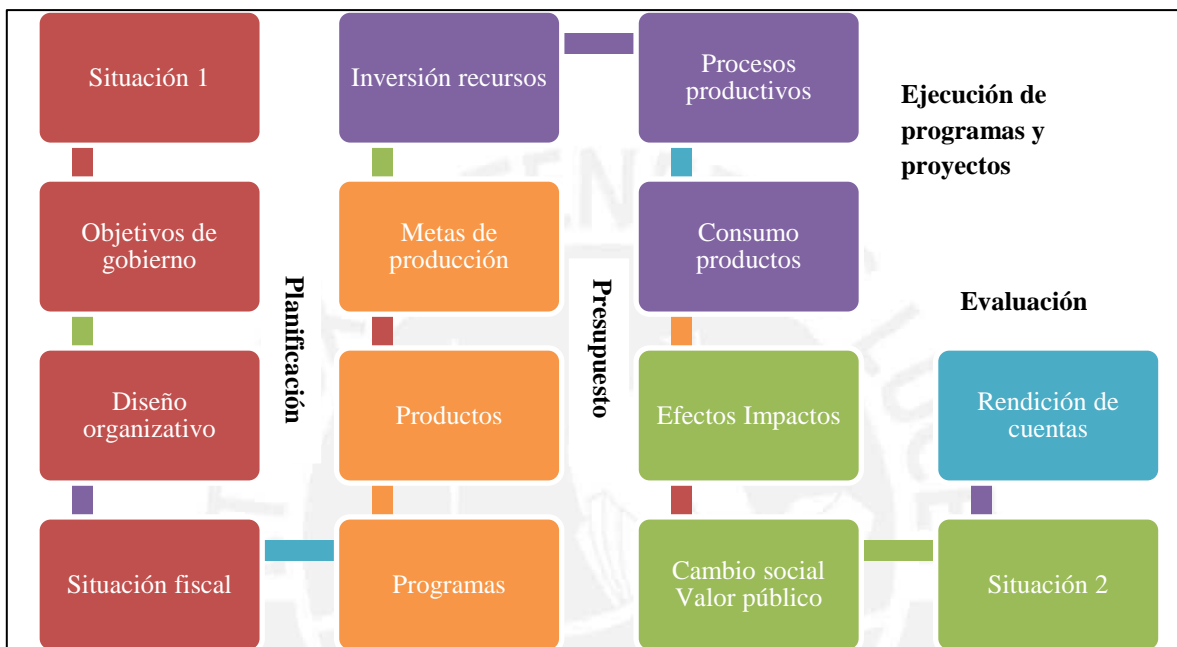 Situación 1
Objetivos de
gobierno
Diseño
organizativo
Situación fiscal
Planificación
Inversión recursos
Metas de
producción
Productos
Programas
Presupuesto
Procesos
productivos
Consumo
productos
Efectos Impactos
Cambio social
Valor público
Ejecución de
programas y
proyectos
Evaluación
Rendición de
cuentas
Situación 2